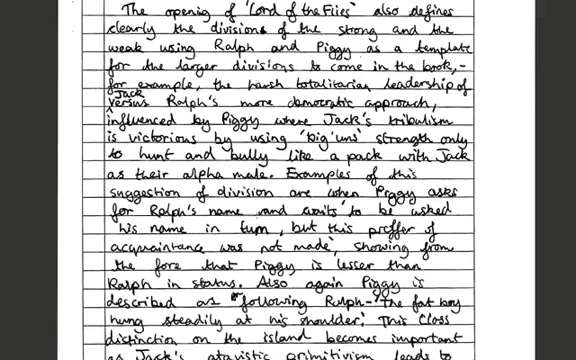 The opening of 'Lord of the Flies' also defines
clearly the divisions of the strong and the
weak using Ralph and Piggy as a template
for the larger divisions to come in the book, -
for example, the harsh totalitarian leadership of
Jack
versus Ralph's more democratic approach,
influenced by Piggy where Jack's tribalism
is victorious by using 'big'uns' strength only
to hunt and bully like a pack with Jack
as their alpha male. Examples of this
suggestion of division are when Piggy asks
for Ralph's name and waits 'to be asked
his name in turn, but this proffer of
acquaintance was not made', showing from
the fore that Piggy is lesser than
Ralph in status. Also again Piggy is
described as following Ralph - 'The fat boy
hung steadily at his shoulder.' This class
distinction on the island becomes important
as Jack's atavistic primitivism leads to